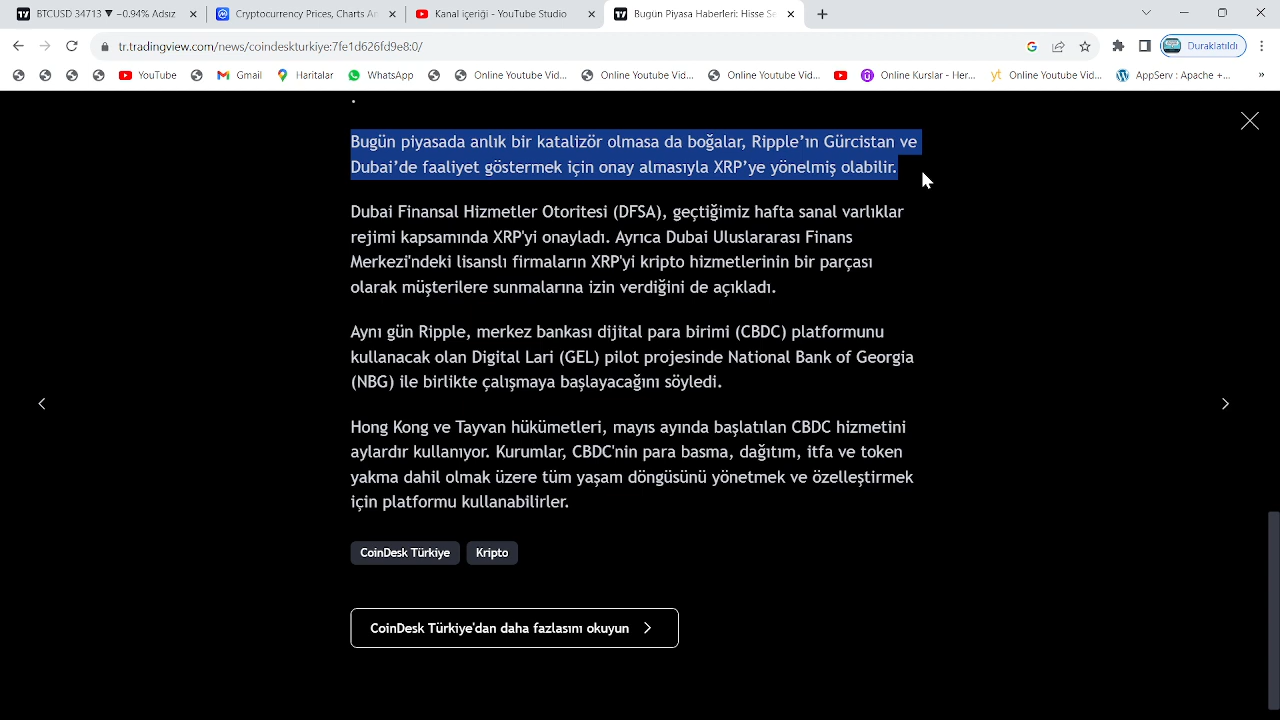 BTCUSD 34713 ▼ −0.94% Adsız
Cryptocurrency Prices, Charts An
Kanal içeriği - YouTube Studio
Bugün Piyasa Haberleri: Hisse Se
tr.tradingview.com/news/coindeskturkiye:7fe1d626fd9e8:0/
Duraklatıldı
YouTube
Gmail
Haritalar
WhatsApp
Online Youtube Vid...
Online Youtube Vid...
Online Youtube Vid...
Online Kurslar - Her...
yt Online Youtube Vid...
AppServ : Apache +...
Bugün piyasada anlık bir katalizör olmasa da boğalar, Ripple’ın Gürcistan ve
Dubai’de faaliyet göstermek için onay almasıyla XRP’ye yönelmiş olabilir.
Dubai Finansal Hizmetler Otoritesi (DFSA), geçtiğimiz hafta sanal varlıklar
rejimi kapsamında XRP'yi onayladı. Ayrıca Dubai Uluslararası Finans
Merkezi'ndeki lisanslı firmaların XRP'yi kripto hizmetlerinin bir parçası
olarak müşterilere sunmalarına izin verdiğini de açıkladı.
Aynı gün Ripple, merkez bankası dijital para birimi (CBDC) platformunu
kullanacak olan Digital Lari (GEL) pilot projesinde National Bank of Georgia
(NBG) ile birlikte çalışmaya başlayacağını söyledi.
Hong Kong ve Tayvan hükümetleri, mayıs ayında başlatılan CBDC hizmetini
aylardır kullanıyor. Kurumlar, CBDC'nin para basma, dağıtım, itfa ve token
yakma dahil olmak üzere tüm yaşam döngüsünü yönetmek ve özelleştirmek
için platformu kullanabilirler.
CoinDesk Türkiye
Kripto
CoinDesk Türkiye'dan daha fazlasını okuyun